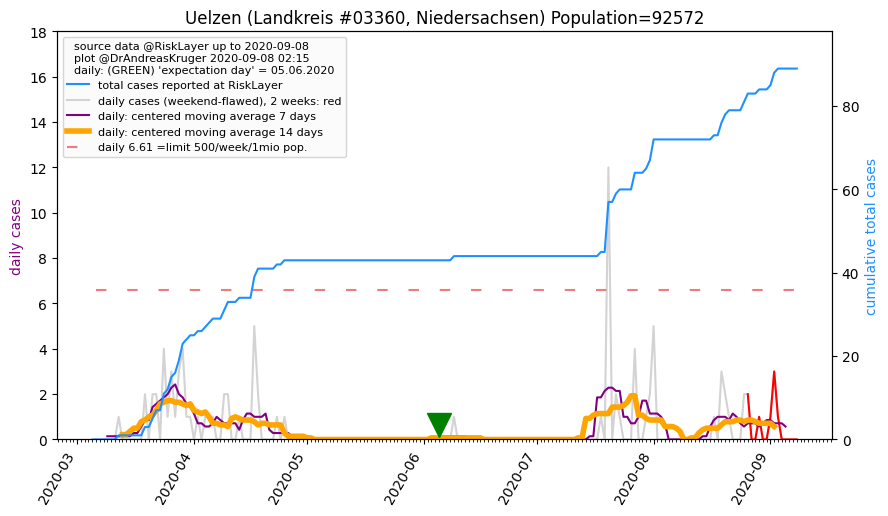 Uelzen (Landkreis #03360, Niedersachsen) Population=92572
source data @RiskLayer up to 2020-09-08
plot @DrAndreasKruger 2020-09-08 02:15
daily: (GREEN) 'expectation day' = 05.06.2020
total cases reported at RiskLayer
daily cases (weekend-flawed), 2 weeks: red
daily: centered moving average 7 days
daily: centered moving average 14 days
daily 6.61 =limit 500/week/1mio pop.
daily cases
18
16
14
12
10
8
6
4
2
0
cumulative total cases
80
60
40
20
0
2020-03
2020-04
2020-05
2020-06
2020-07
2020-08
2020-09